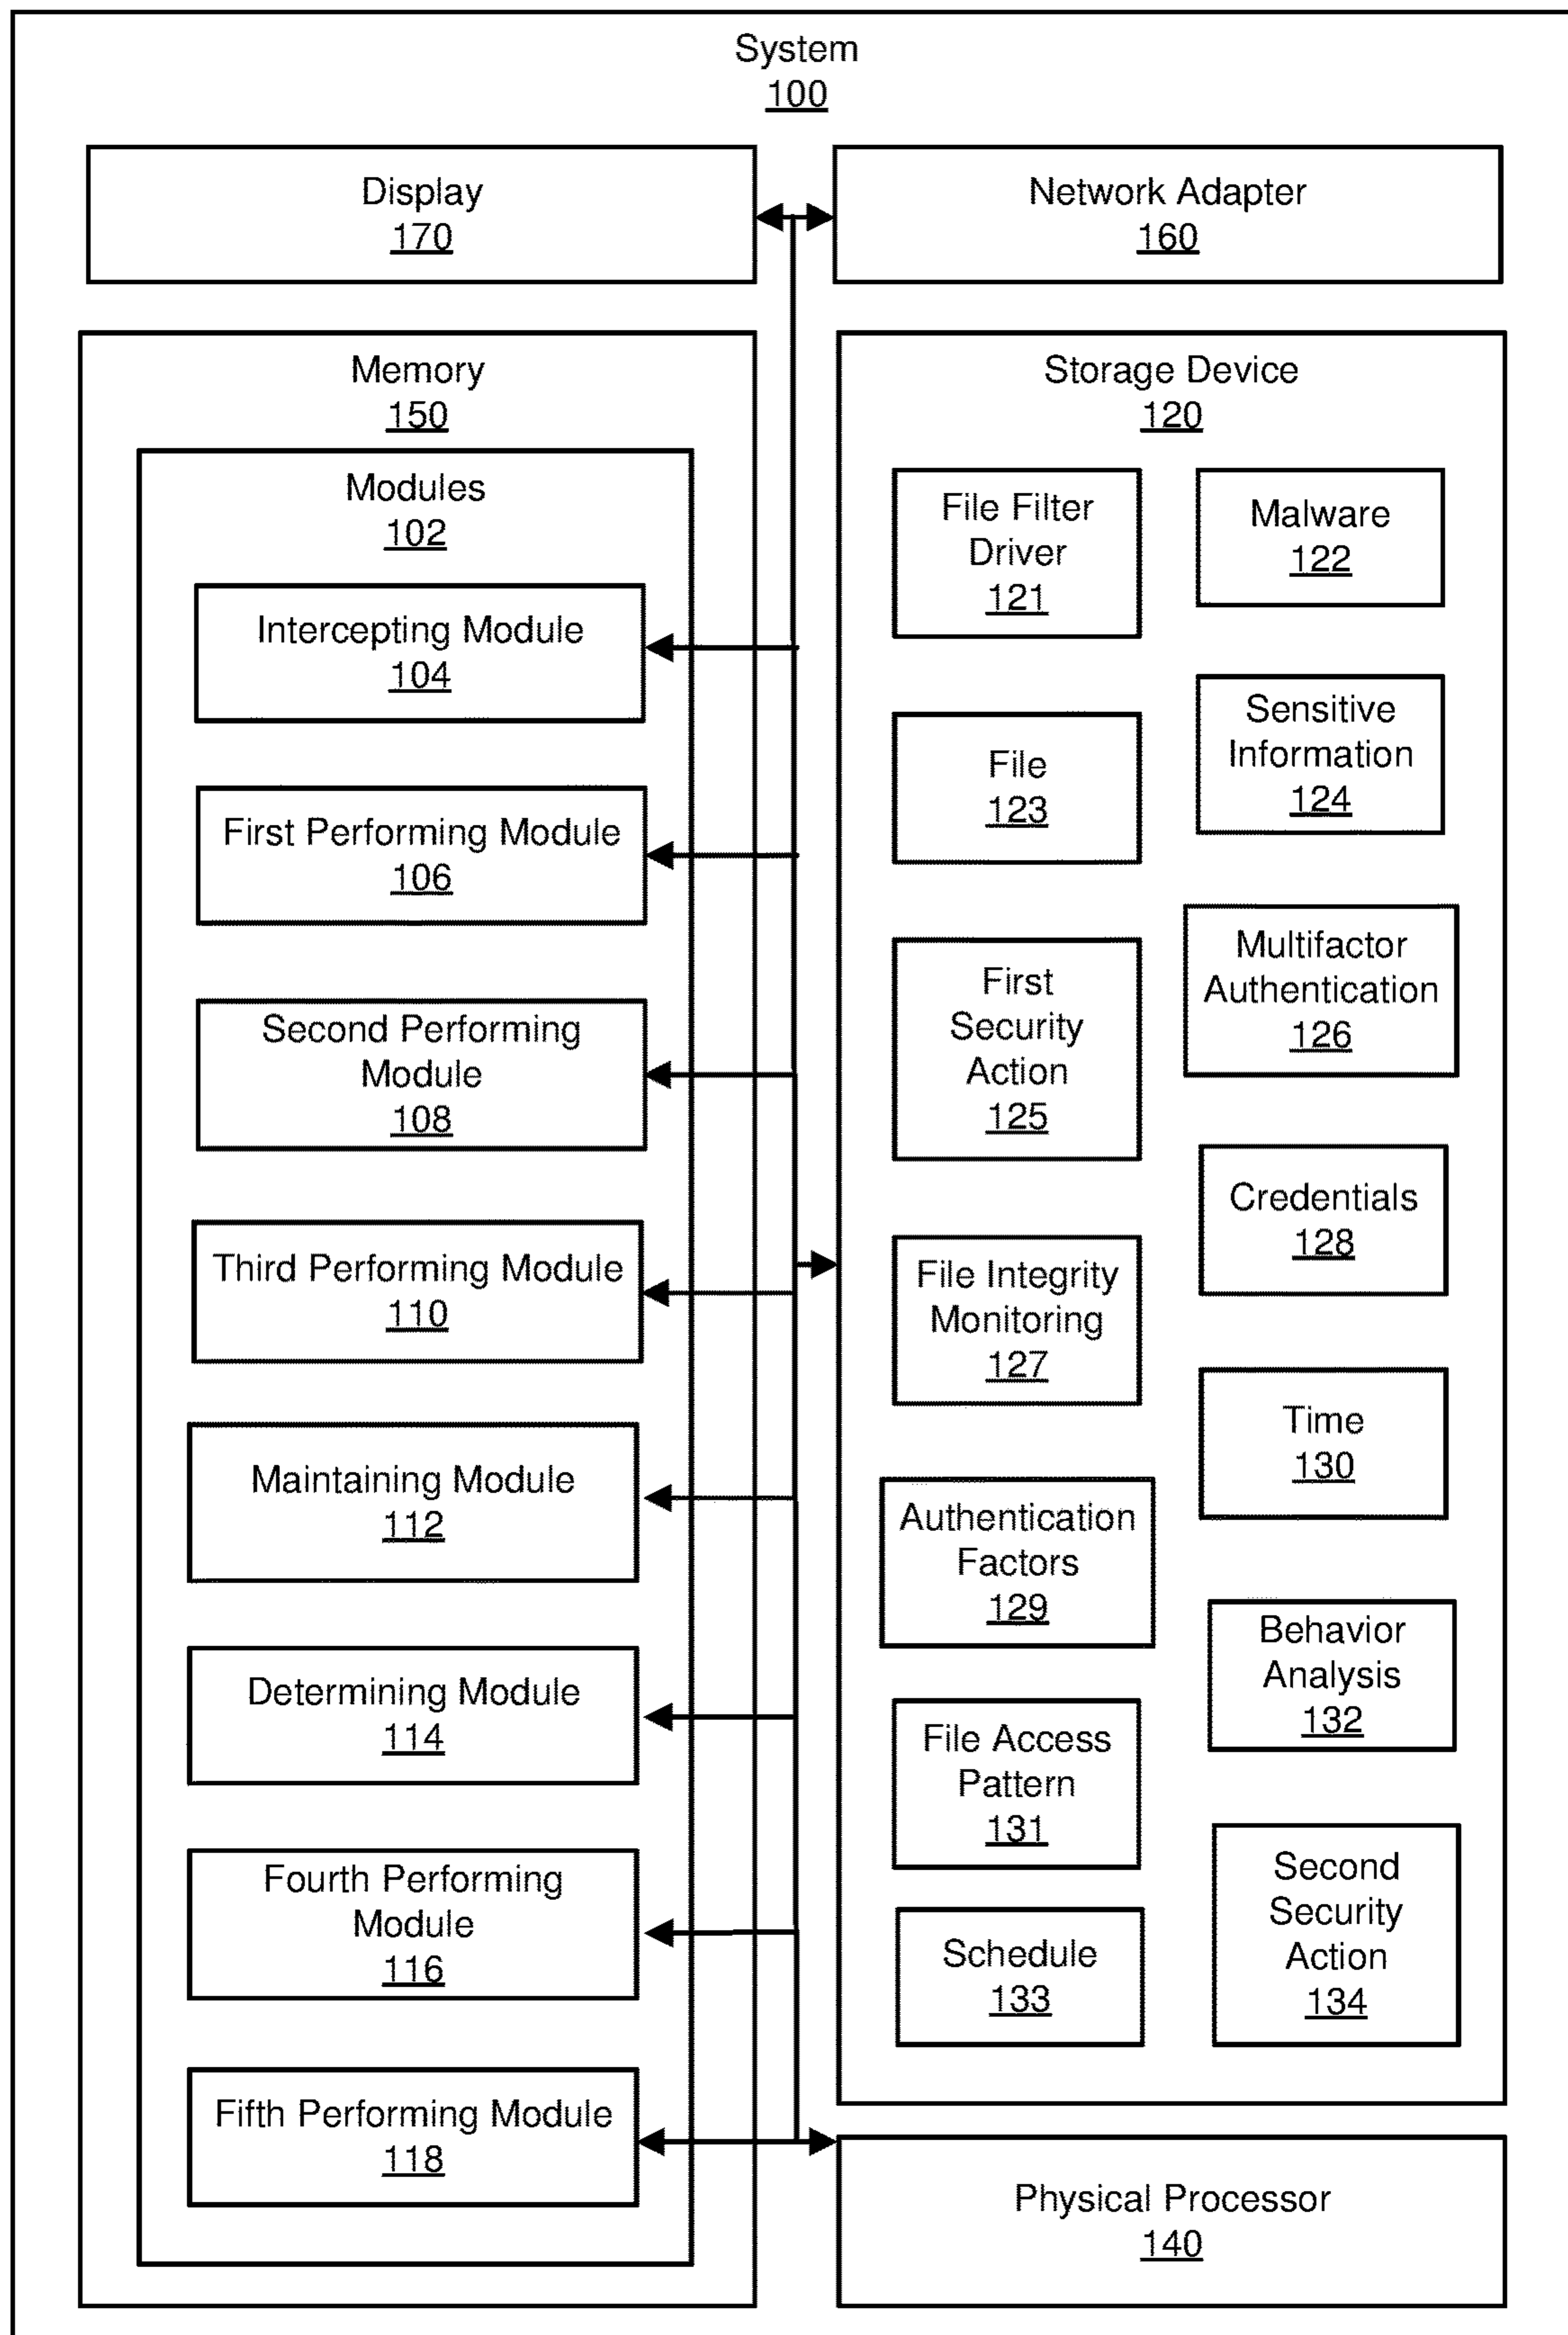 System
100
Display
170
Network Adapter
160
Memory
150
Modules
102
Intercepting Module
104
First Performing Module
106
Second Performing
Module
108
Third Performing Module
110
Maintaining Module
112
Determining Module
114
Fourth Performing
Module
116
Fifth Performing Module
118
Storage Device
120
File Filter
Driver
121
Malware
122
File
123
Sensitive
Information
124
First
Security
Action
125
Multifactor
Authentication
126
File Integrity
Monitoring
127
Credentials
128
Authentication
Factors
129
Time
130
File Access
Pattern
131
Behavior
Analysis
132
Schedule
133
Second
Security
Action
134
Physical Processor
140